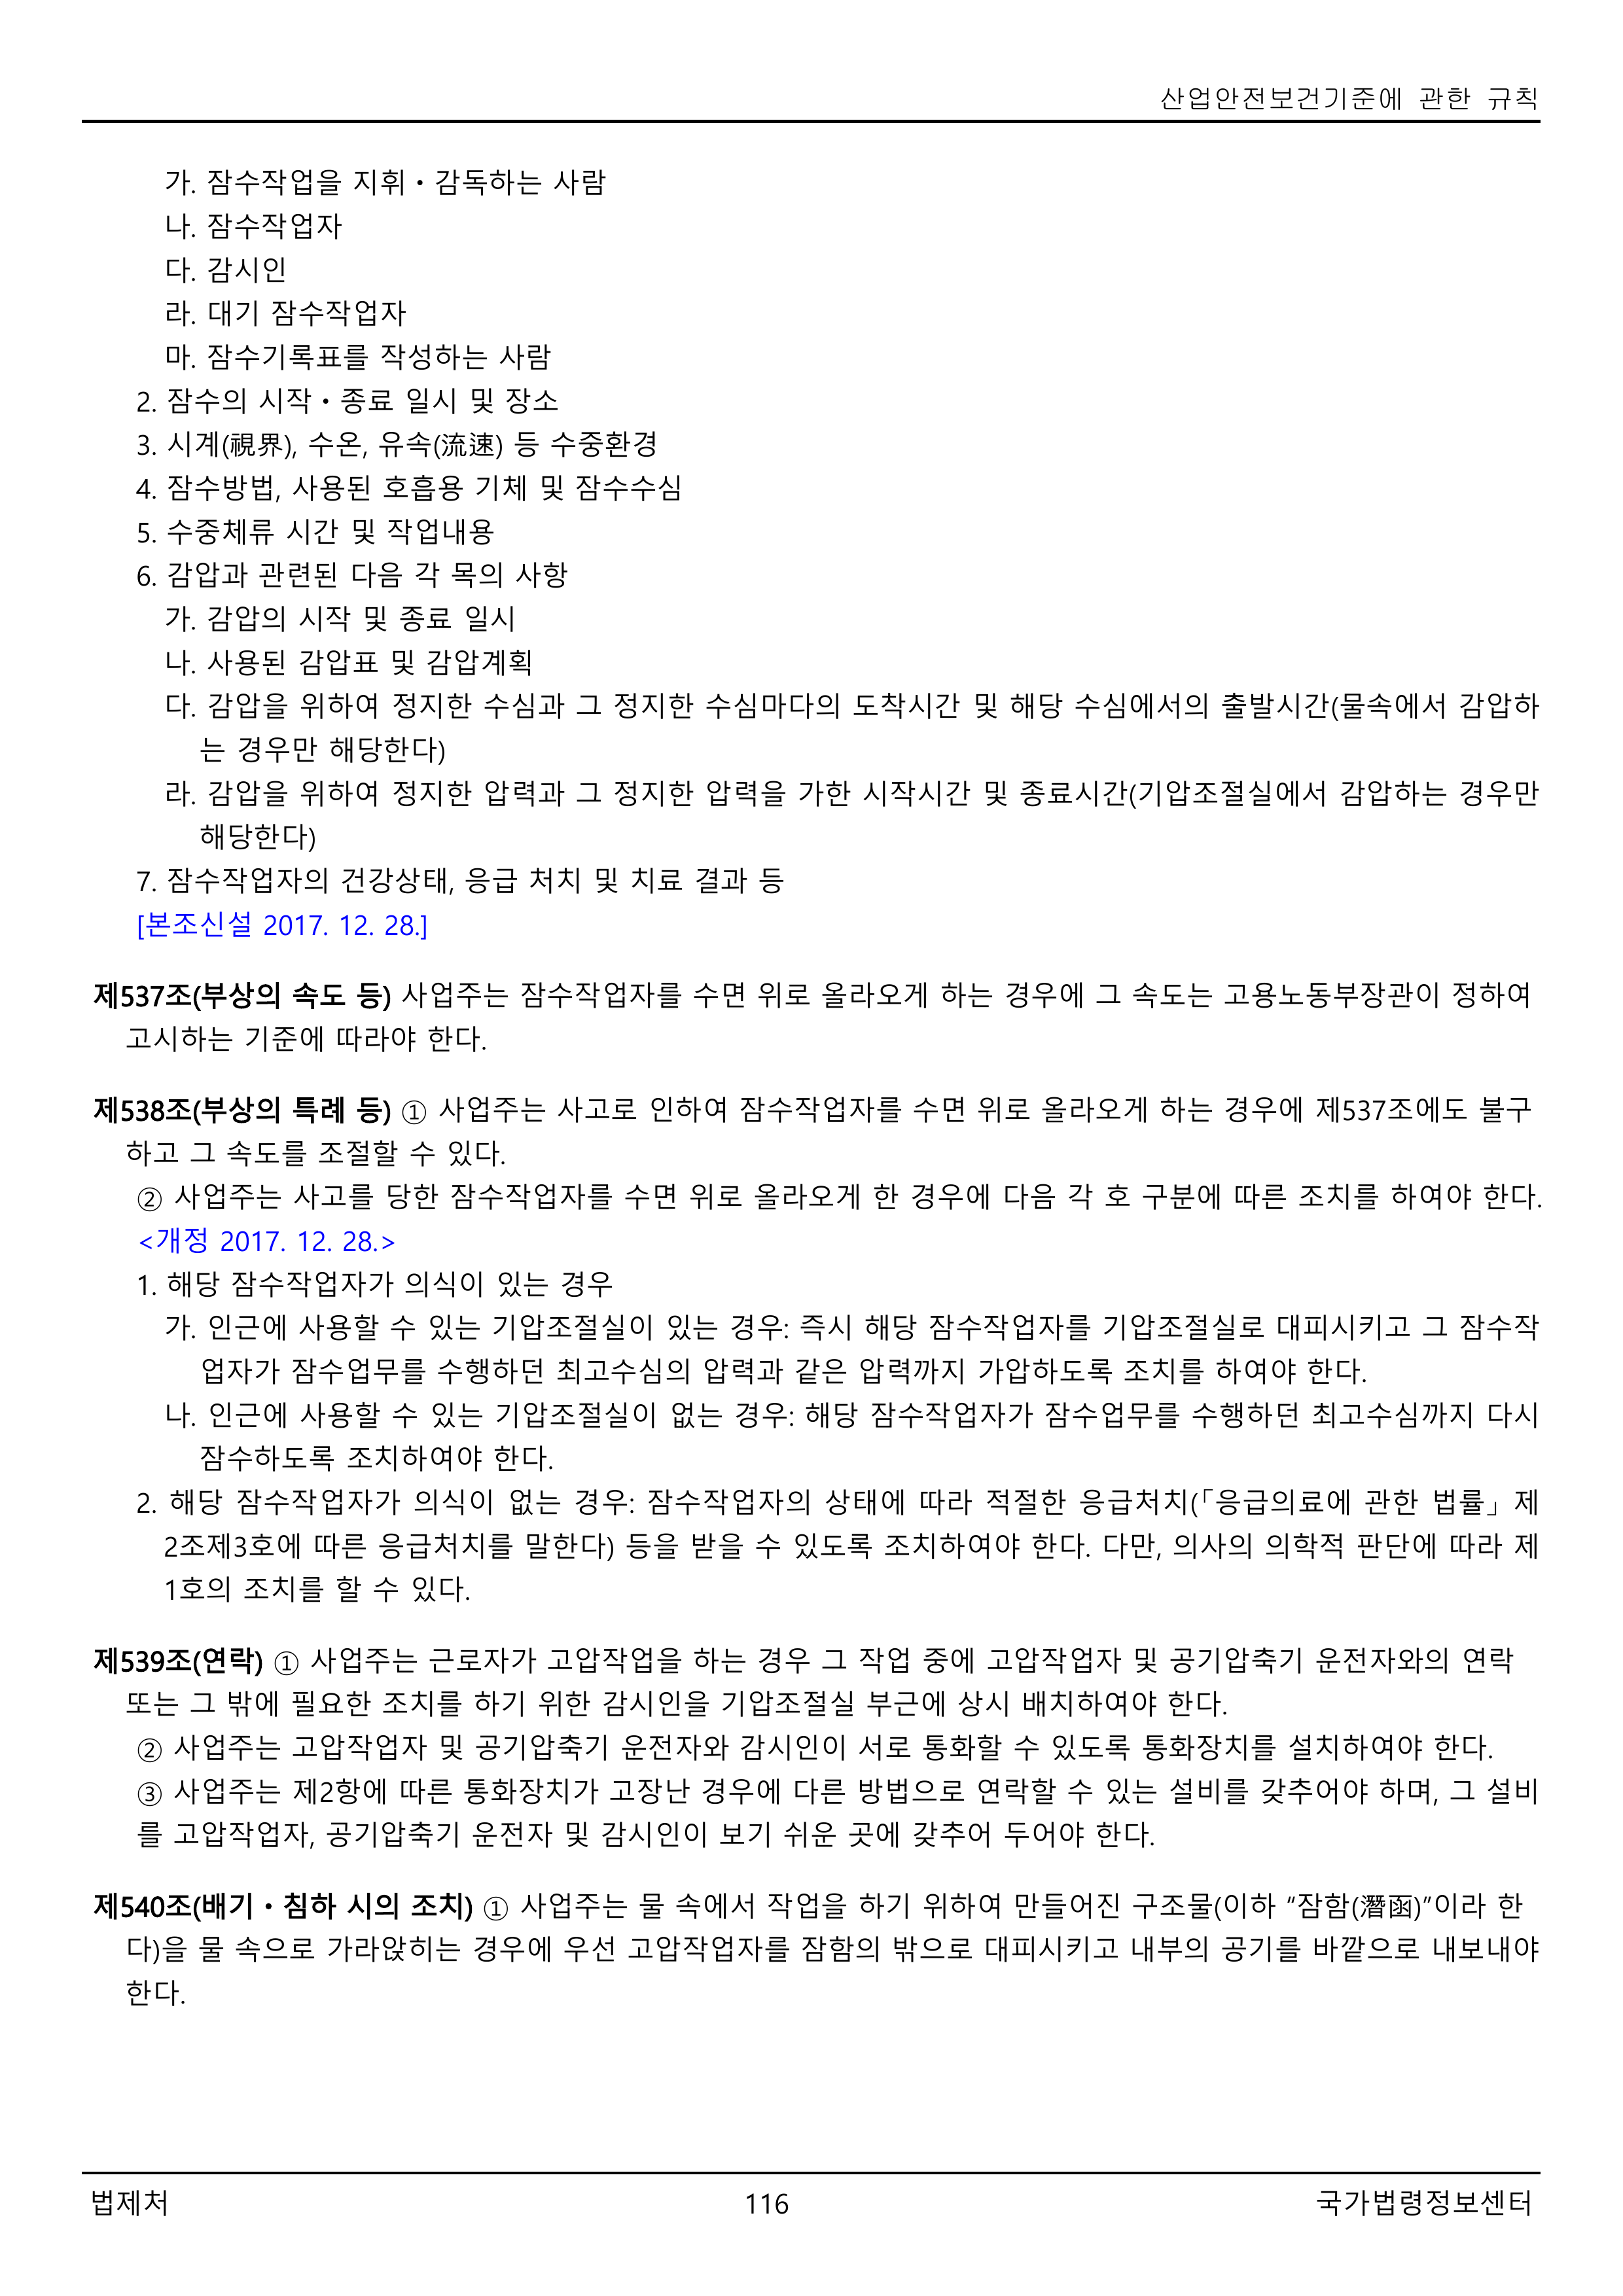 산업안전보건기준에 관한 규칙
가. 잠수작업을 지휘ㆍ감독하는 사람
나. 잠수작업자
다. 감시인
라. 대기 잠수작업자
마. 잠수기록표를 작성하는 사람
2. 잠수의 시작ㆍ종료 일시 및 장소
3. 시계(視界), 수온, 유속(流速) 등 수중환경
4. 잠수방법, 사용된 호흡용 기체 및 잠수수심
5. 수중체류 시간 및 작업내용
6. 감압과 관련된 다음 각 목의 사항
가. 감압의 시작 및 종료 일시
나. 사용된 감압표 및 감압계획
다. 감압을 위하여 정지한 수심과 그 정지한 수심마다의 도착시간 및 해당 수심에서의 출발시간(물속에서 감압하
는 경우만 해당한다)
라. 감압을 위하여 정지한 압력과 그 정지한 압력을 가한 시작시간 및 종료시간(기압조절실에서 감압하는 경우만
해당한다)
7. 잠수작업자의 건강상태, 응급 처치 및 치료 결과 등
[본조신설 2017. 12. 28.]
제537조(부상의 속도 등) 사업주는 잠수작업자를 수면 위로 올라오게 하는 경우에 그 속도는 고용노동부장관이 정하여
고시하는 기준에 따라야 한다.
제538조(부상의 특례 등) ① 사업주는 사고로 인하여 잠수작업자를 수면 위로 올라오게 하는 경우에 제537조에도 불구
하고 그 속도를 조절할 수 있다.
② 사업주는 사고를 당한 잠수작업자를 수면 위로 올라오게 한 경우에 다음 각 호 구분에 따른 조치를 하여야 한다.
<개정 2017. 12. 28.>
1. 해당 잠수작업자가 의식이 있는 경우
가. 인근에 사용할 수 있는 기압조절실이 있는 경우: 즉시 해당 잠수작업자를 기압조절실로 대피시키고 그 잠수작
업자가 잠수업무를 수행하던 최고수심의 압력과 같은 압력까지 가압하도록 조치를 하여야 한다.
나. 인근에 사용할 수 있는 기압조절실이 없는 경우: 해당 잠수작업자가 잠수업무를 수행하던 최고수심까지 다시
잠수하도록 조치하여야 한다.
2. 해당 잠수작업자가 의식이 없는 경우: 잠수작업자의 상태에 따라 적절한 응급처치(「응급의료에 관한 법률」 제
2조제3호에 따른 응급처치를 말한다) 등을 받을 수 있도록 조치하여야 한다. 다만, 의사의 의학적 판단에 따라 제
1호의 조치를 할 수 있다.
제539조(연락) ① 사업주는 근로자가 고압작업을 하는 경우 그 작업 중에 고압작업자 및 공기압축기 운전자와의 연락
또는 그 밖에 필요한 조치를 하기 위한 감시인을 기압조절실 부근에 상시 배치하여야 한다.
② 사업주는 고압작업자 및 공기압축기 운전자와 감시인이 서로 통화할 수 있도록 통화장치를 설치하여야 한다.
③ 사업주는 제2항에 따른 통화장치가 고장난 경우에 다른 방법으로 연락할 수 있는 설비를 갖추어야 하며, 그 설비
를 고압작업자, 공기압축기 운전자 및 감시인이 보기 쉬운 곳에 갖추어 두어야 한다.
제540조(배기ㆍ침하 시의 조치) ① 사업주는 물 속에서 작업을 하기 위하여 만들어진 구조물(이하 “잠함(潛函)”이라 한
다)을 물 속으로 가라앉히는 경우에 우선 고압작업자를 잠함의 밖으로 대피시키고 내부의 공기를 바깥으로 내보내야
한다.
법제처
116
국가법령정보센터